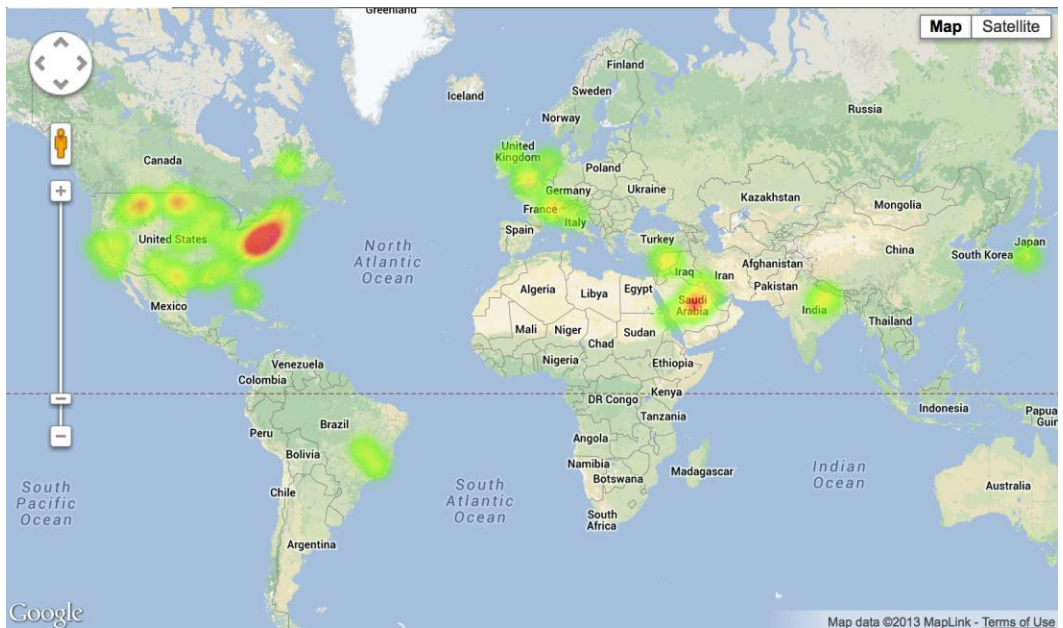 Greenland
Map
Satellite
Iceland
Finland
Sweden
Norway
Russia
Canada
United
Kingdom
Poland
Germany
Ukraine
Kazakhstan
Mongolia
France
Italy
United States
North
Atlantic
Ocean
Spain
Turkey
China
Japan
South Korea
Iraq
Iran
Afghanistan
Pakistan
Mexico
Algeria
Libya
Egypt
Saudi
Arabia
India
Mali
Niger
Sudan
Thailand
Chad
Nigeria
Ethiopia
Venezuela
Colombia
DR Congo
Kenya
Tanzania
Indonesia
Papua
Guin
Peru
Brazil
Bolivia
Angola
Namibia
Botswana
Madagascar
Indian
Ocean
Australia
South
Pacific
Ocean
Chile
South
Atlantic
Ocean
South
Africa
Argentina
Google
Map data ©2013 MapLink - Terms of Use